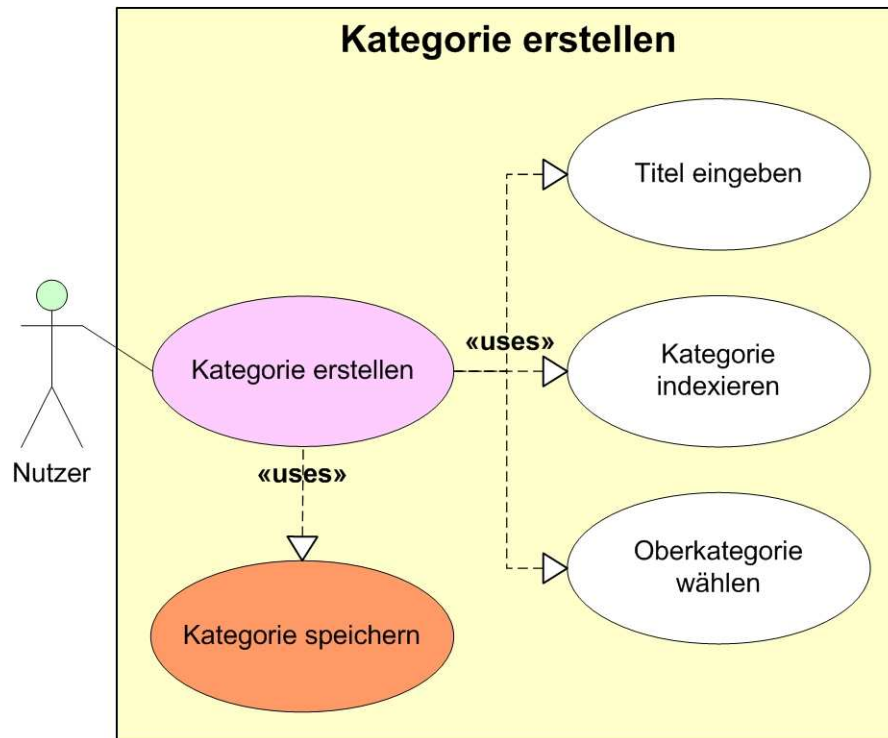 Kategorie erstellen
Titel eingeben
«uses»
Kategorie
indexieren
Kategorie erstellen
Nutzer
«uses»
Oberkategorie
wählen
Kategorie speichern